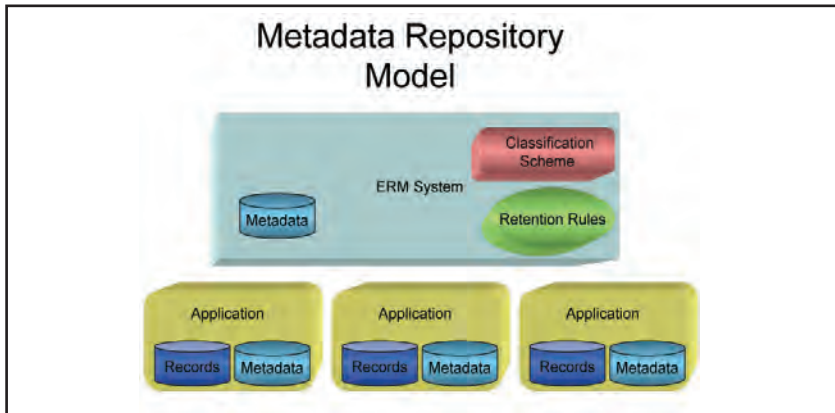 Metadata Repository
Model
Classification
Scheme
ERM System
Metadata
Retention Rules
Application
Application
Application
Records
Metadata
Records
Metadata
Records
Metadata